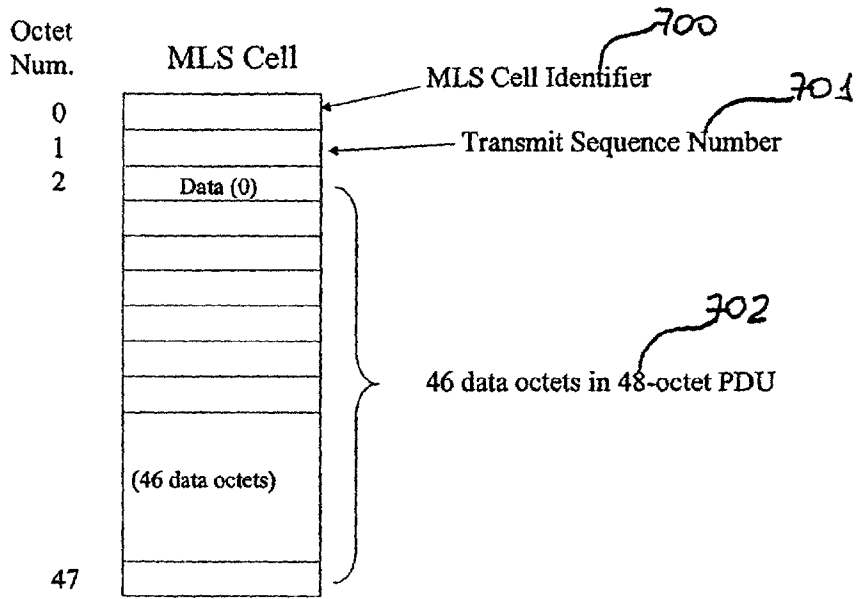 Octet
Num.
MLS Cell
700
MLS Cell Identifier
701
0
1
Transmit Sequence Number
2
Data (0)
702
46 data octets in 48-octet PDU
(46 data octets)
47